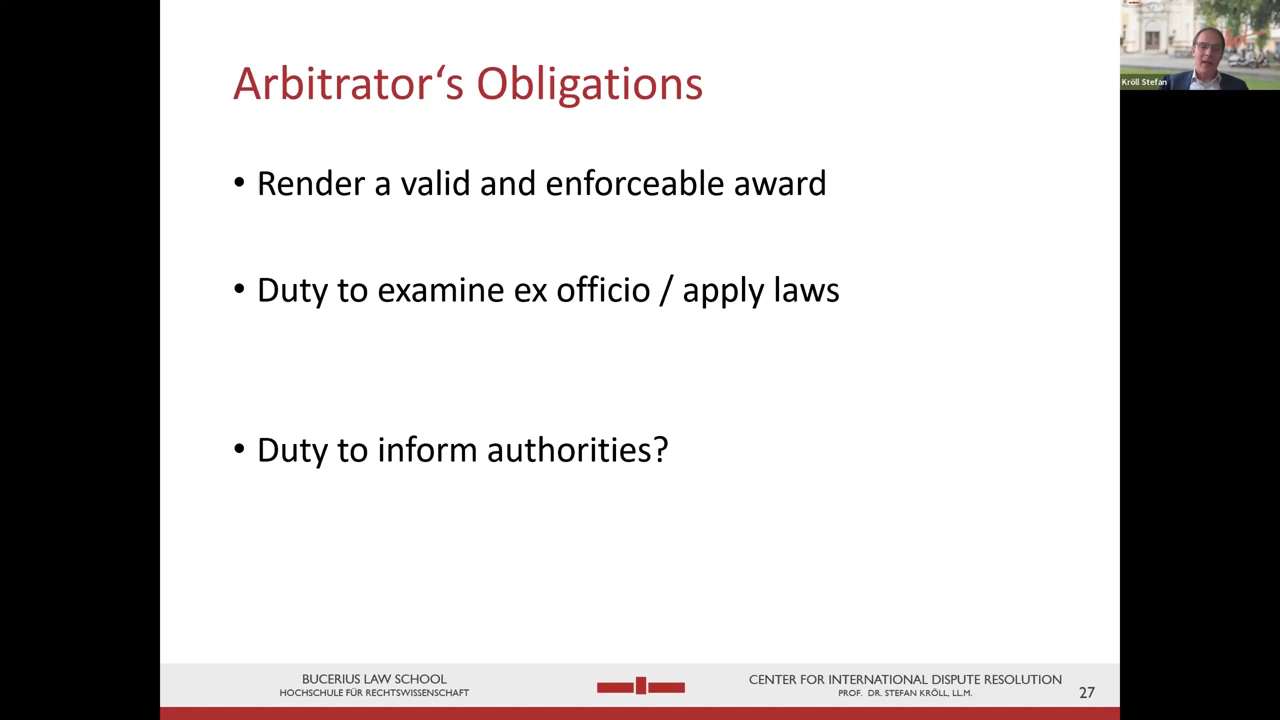 Arbitrator‘s Obligations
Kröll Stefan
• Render a valid and enforceable award
• Duty to examine ex officio / apply laws
• Duty to inform authorities?
BUCERIUS LAW SCHOOL
HOCHSCHULE FÜR RECHTSWISSENSCHAFT
CENTER FOR INTERNATIONAL DISPUTE RESOLUTION
PROF. DR. STEFAN KRÖLL, LL.M.
27